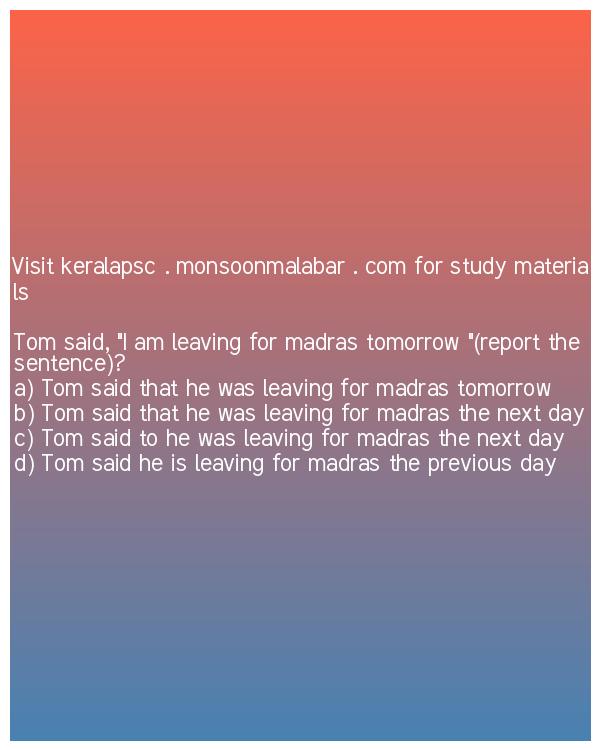 Visit keralapsc . monsoonmalabar . com for study materia
ls
Tom said, "I am leaving for madras tomorrow "(report the
sentence)?
a) Tom said that he was leaving for madras tomorrow
b) Tom said that he was leaving for madras the next day
c) Tom said to he was leaving for madras the next day
d) Tom said he is leaving for madras the previous day